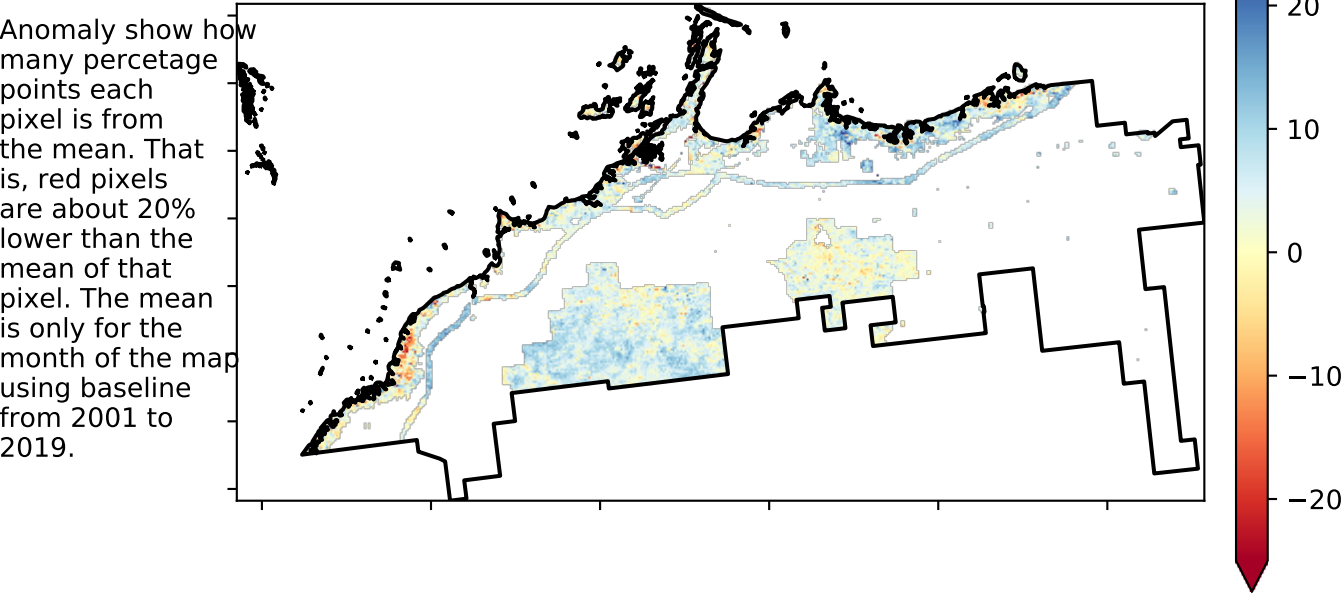 Anomaly show how
many percetage
points each
pixel is from
the mean. That
is, red pixels
are about 20%
lower than the
mean of that
pixel. The mean
is only for the
month of the map
using baseline
from 2001 to
2019.
20
10
0
−10
−20